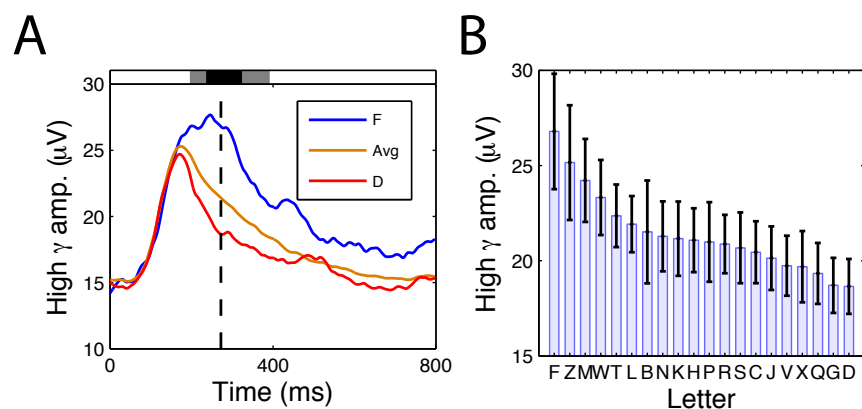 A
High γ amp. (μV)
30
25
20
15
10
0
400
800
Time (ms)
F
Avg
D
B
High γ amp. (μV)
30
25
20
15
F Z M W T L B N K H P R S C J V X Q G D
Letter